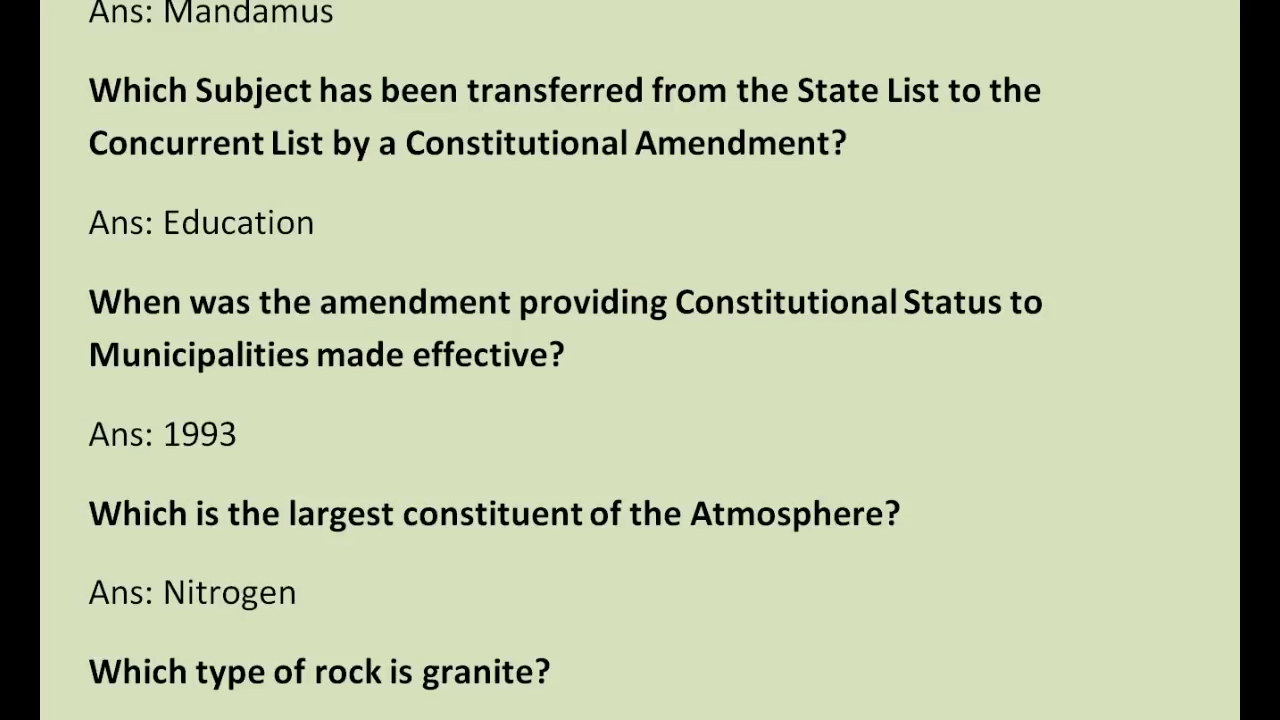 Ans: Mandamus
Which Subject has been transferred from the State List to the
Concurrent List by a Constitutional Amendment?
Ans: Education
When was the amendment providing Constitutional Status to
Municipalities made effective?
Ans: 1993
Which is the largest constituent of the Atmosphere?
Ans: Nitrogen
Which type of rock is granite?